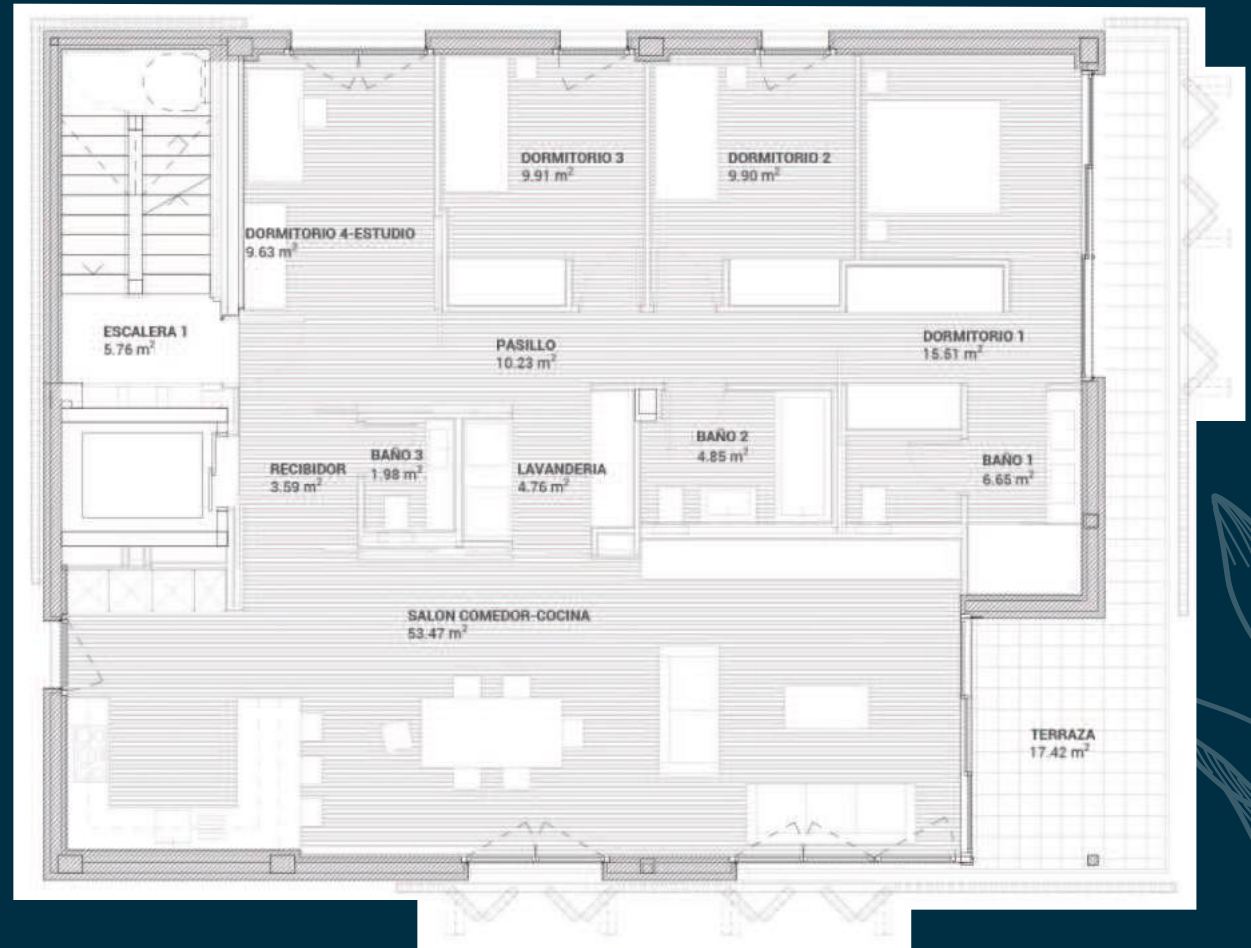 DORMITORIO 3
9.91 m²
DORMITORIO 2
9.90 m²
DORMITORIO 4-ESTUDIO
9.63 m²
ESCALERA 1
5.76 m²
PASILLO
10.23 m²
DORMITORIO 1
15.51 m²
BAÑO 2
4.85 m²
BAÑO 3
1.98 m²
RECIBIDOR
3.59 m²
LAVANDERIA
4.76 m²
BAÑO 1
6.65 m²
SALON COMEDOR-COCINA
53.47 m²
TERRAZA
17.42 m²